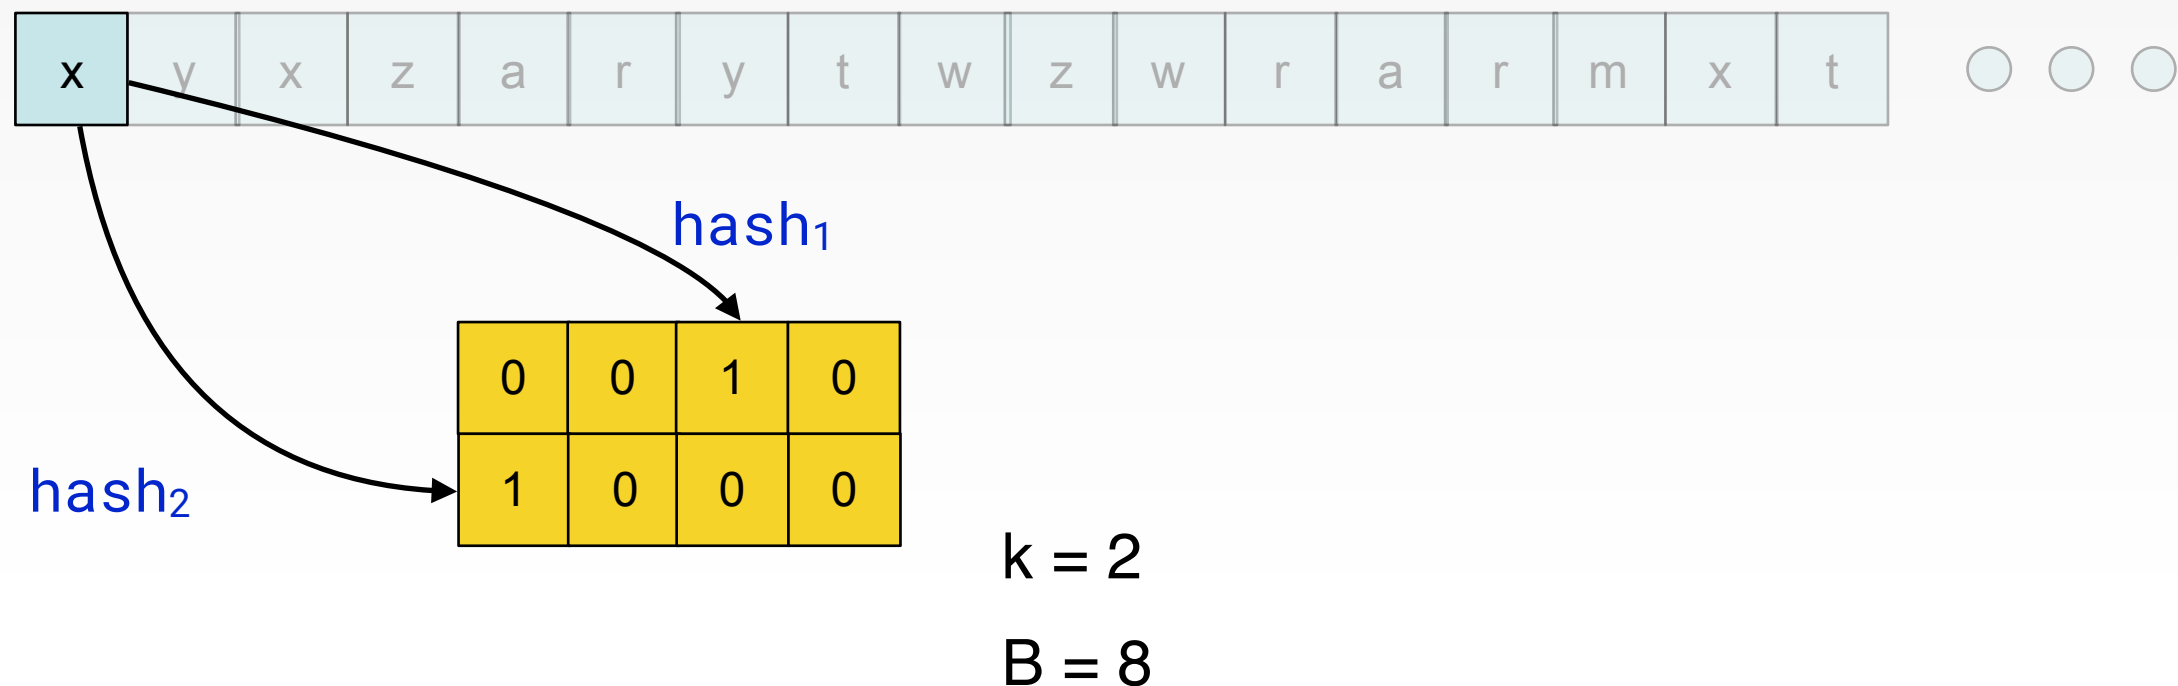 x y x z a r y t w z w r a r m x t
hash₁
0 0 1 0
hash₂
1 0 0 0
k = 2
B = 8